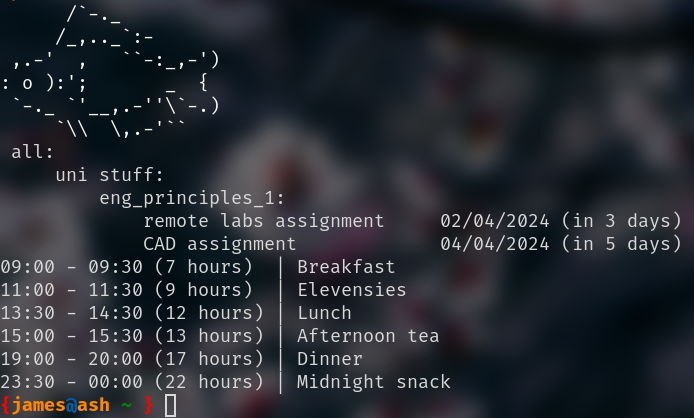 /`-._
      /_,.._`:-
 ,.-'  ,   ``-:_,-')
: o ):';       _  {
 `-._ `'__,.-''\`-.)
     `\\  \,.-'``
 all:
     uni stuff:
         eng_principles_1:
             remote labs assignment     02/04/2024 (in 3 days)
             CAD assignment             04/04/2024 (in 5 days)
09:00 - 09:30 (7 hours)  | Breakfast
11:00 - 11:30 (9 hours)  | Elevensies
13:30 - 14:30 (12 hours) | Lunch
15:00 - 15:30 (13 hours) | Afternoon tea
19:00 - 20:00 (17 hours) | Dinner
23:30 - 00:00 (22 hours) | Midnight snack
{james@ash ~ }